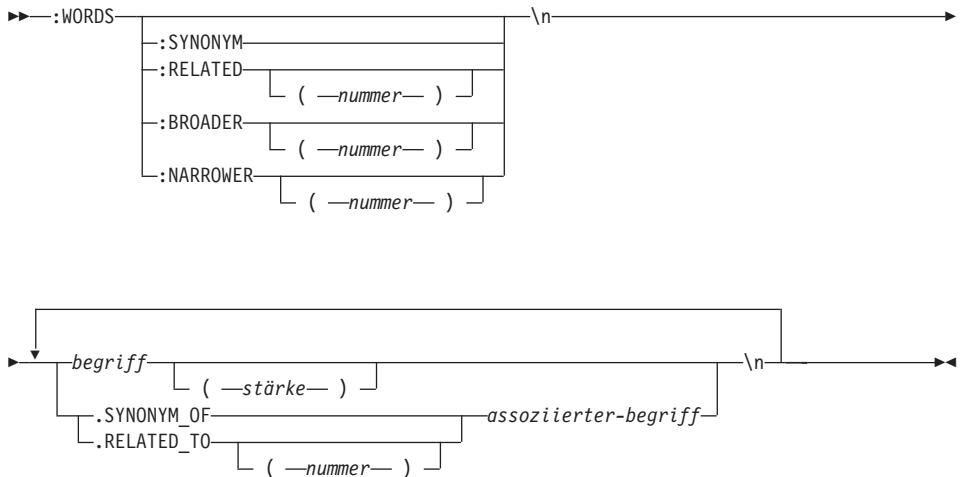 :WORDS \n
:SYNONYM
:RELATED
( nummer )
:BROADER
( nummer )
:NARROWER
( nummer )
begriff \n
( stärke )
.SYNONYM_OF assoziierter-begriff
.RELATED_TO
( nummer )